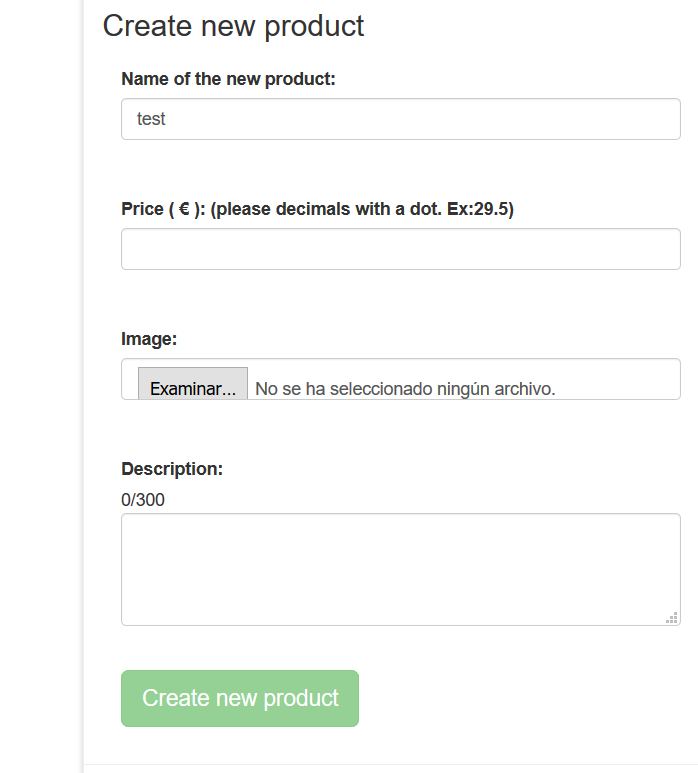 Create new product
Name of the new product:
test
Price ( € ): (please decimals with a dot. Ex:29.5)
Image:
Examinar... No se ha seleccionado ningún archivo.
Description:
0/300
Create new product